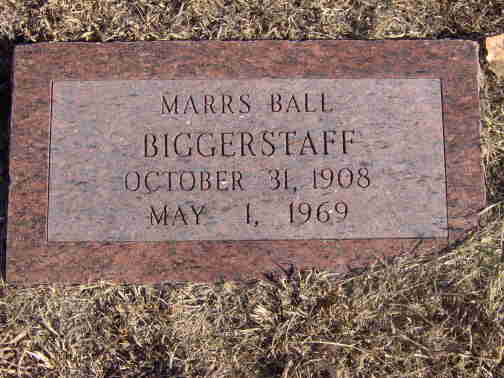 MARRS BALL
BIGGERSTAFF
OCTOBER 31, 1908
MAY 1, 1969